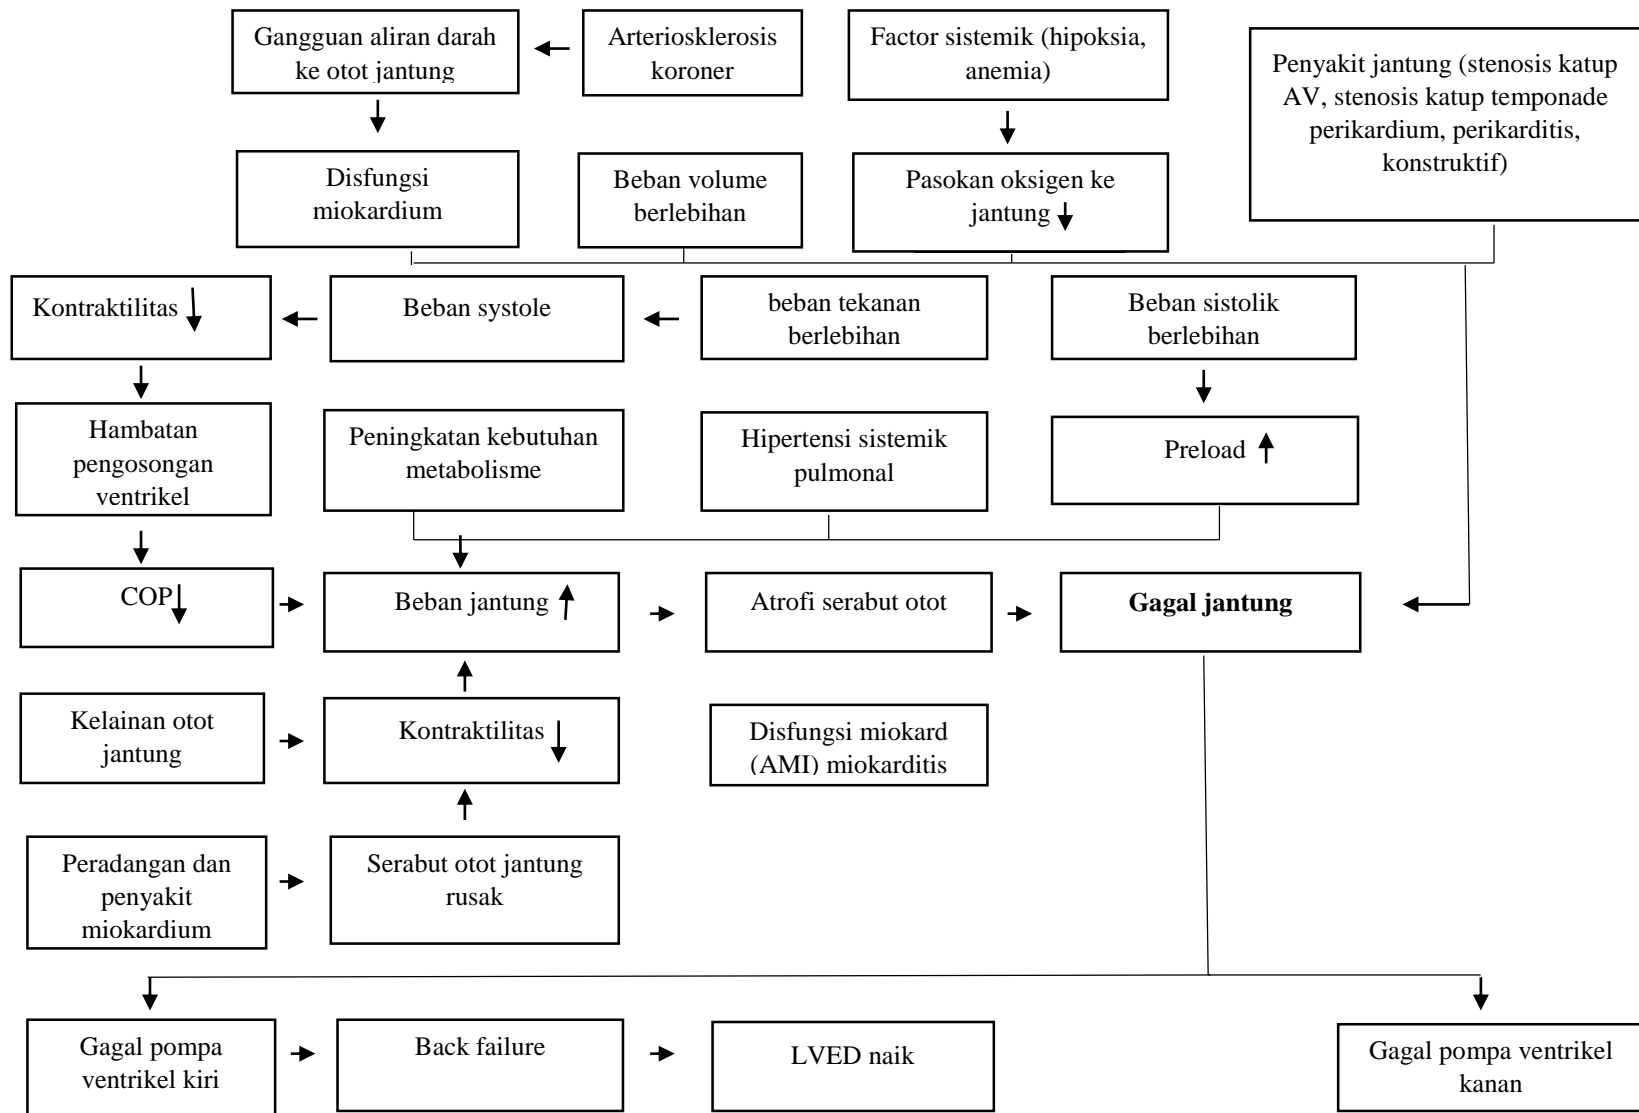 Gangguan aliran darah
ke otot jantung
Arteriosklerosis
koroner
Factor sistemik (hipoksia,
anemia)
Penyakit jantung (stenosis katup
AV, stenosis katup temponade
perikardium, perikarditis,
konstruktif)
Disfungsi
miokardium
Beban volume
berlebihan
Pasokan oksigen ke
jantung
Kontraktilitas
Beban systole
beban tekanan
berlebihan
Beban sistolik
berlebihan
Hambatan
pengosongan
ventrikel
Peningkatan kebutuhan
metabolisme
Hipertensi sistemik
pulmonal
Preload
COP
Beban jantung
Atrofi serabut otot
Gagal jantung
Kelainan otot
jantung
Kontraktilitas
Disfungsi miokard
(AMI) miokarditis
Peradangan dan
penyakit
miokardium
Serabut otot jantung
rusak
Gagal pompa
ventrikel kiri
Back failure
LVED naik
Gagal pompa ventrikel
kanan